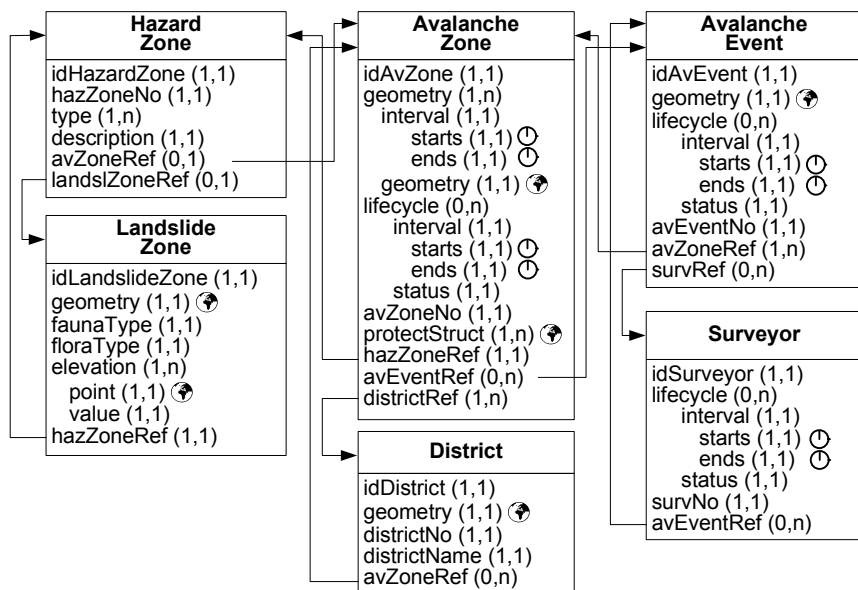 Hazard
Zone
idHazardZone (1,1)
hazZoneNo (1,1)
type (1,n)
description (1,1)
avZoneRef (0,1)
landslZoneRef (0,1)
Landslide
Zone
idLandslideZone (1,1)
geometry (1,1)
faunaType (1,1)
floraType (1,1)
elevation (1,n)
point (1,1)
value (1,1)
hazZoneRef (1,1)
Avalanche
Zone
idAvZone (1,1)
geometry (1,n)
interval (1,1)
starts (1,1)
ends (1,1)
geometry (1,1)
lifecycle (0,n)
interval (1,1)
starts (1,1)
ends (1,1)
status (1,1)
avZoneNo (1,1)
protectStruct (1,n)
hazZoneRef (1,1)
avEventRef (0,n)
districtRef (1,n)
District
idDistrict (1,1)
geometry (1,1)
districtNo (1,1)
districtName (1,1)
avZoneRef (0,n)
Avalanche
Event
idAvEvent (1,1)
geometry (1,1)
lifecycle (0,n)
interval (1,1)
starts (1,1)
ends (1,1)
status (1,1)
avEventNo (1,1)
avZoneRef (1,n)
survRef (0,n)
Surveyor
idSurveyor (1,1)
lifecycle (0,n)
interval (1,1)
starts (1,1)
ends (1,1)
status (1,1)
survNo (1,1)
avEventRef (0,n)